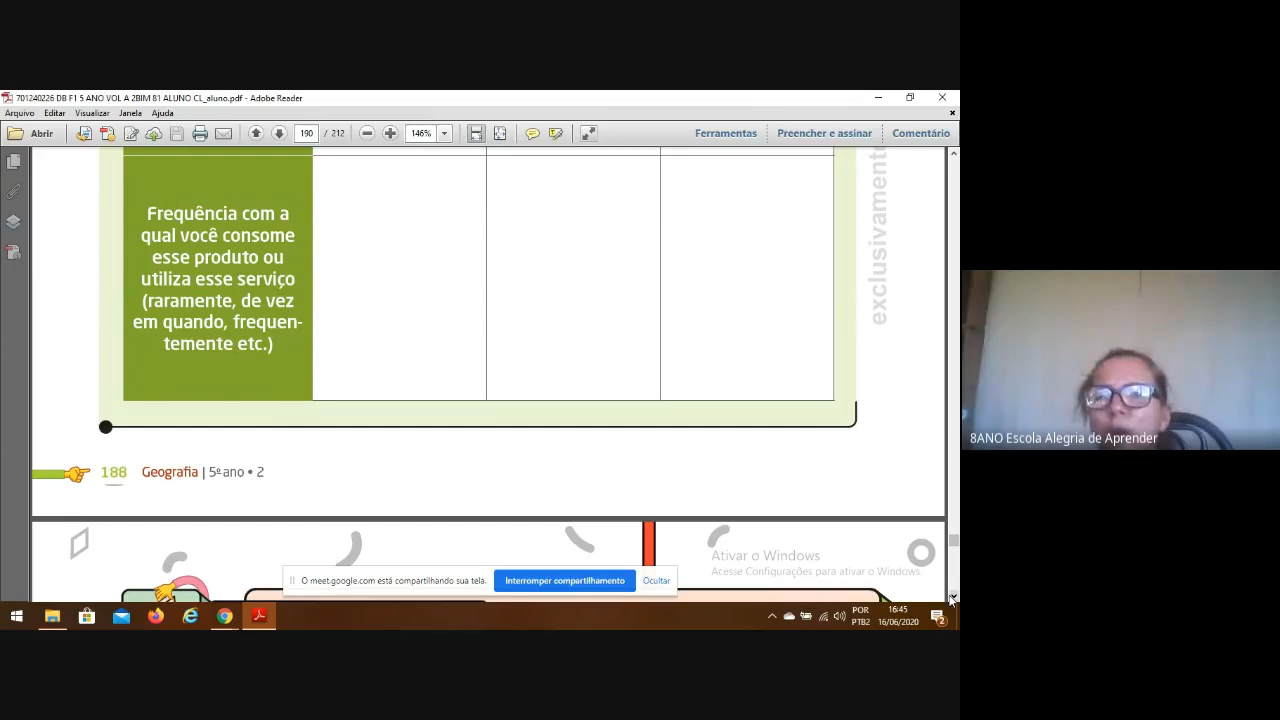 701240226 DB F1 5 ANO VOL A 2BIM 81 ALUNO CL_aluno.pdf - Adobe Reader
Arquivo Editar Visualizar Janela Ajuda
Abrir 190 / 212 146% Ferramentas Preencher e assinar Comentário
exclusivament
Frequência com a
qual você consome
esse produto ou
utiliza esse serviço
(raramente, de vez
em quando, frequen-
temente etc.)
8ANO Escola Alegria de Aprender
188 Geografia | 5º ano • 2
Ativar o Windows
Acesse Configurações para ativar o Windows.
O meet.google.com está compartilhando sua tela. Interromper compartilhamento Ocultar
POR 16:45
PTB2 16/06/2020 2